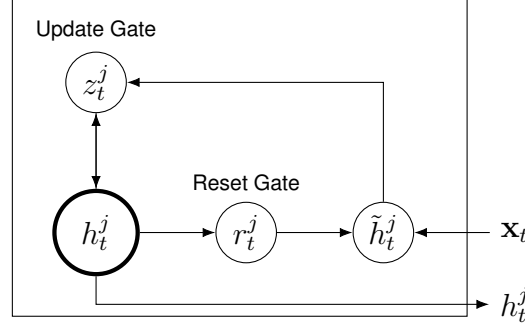 Update Gate
z_t^j
Reset Gate
h_t^j
r_t^j
h̃_t^j
x_t
h_t^j